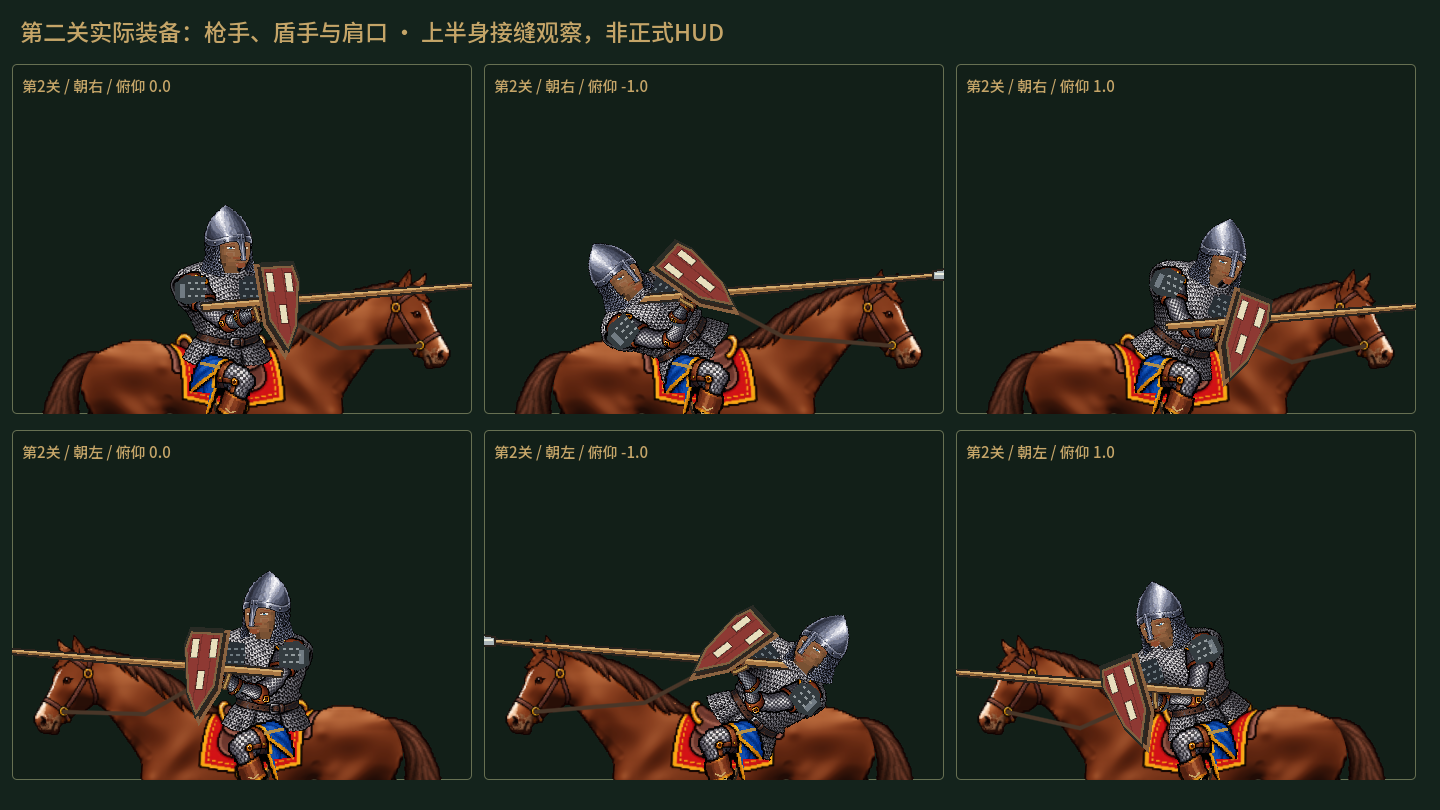 第二关实际装备：枪手、盾手与肩口 · 上半身接缝观察，非正式HUD
第2关 / 朝右 / 俯仰 0.0
第2关 / 朝右 / 俯仰 -1.0
第2关 / 朝右 / 俯仰 1.0
第2关 / 朝左 / 俯仰 0.0
第2关 / 朝左 / 俯仰 -1.0
第2关 / 朝左 / 俯仰 1.0